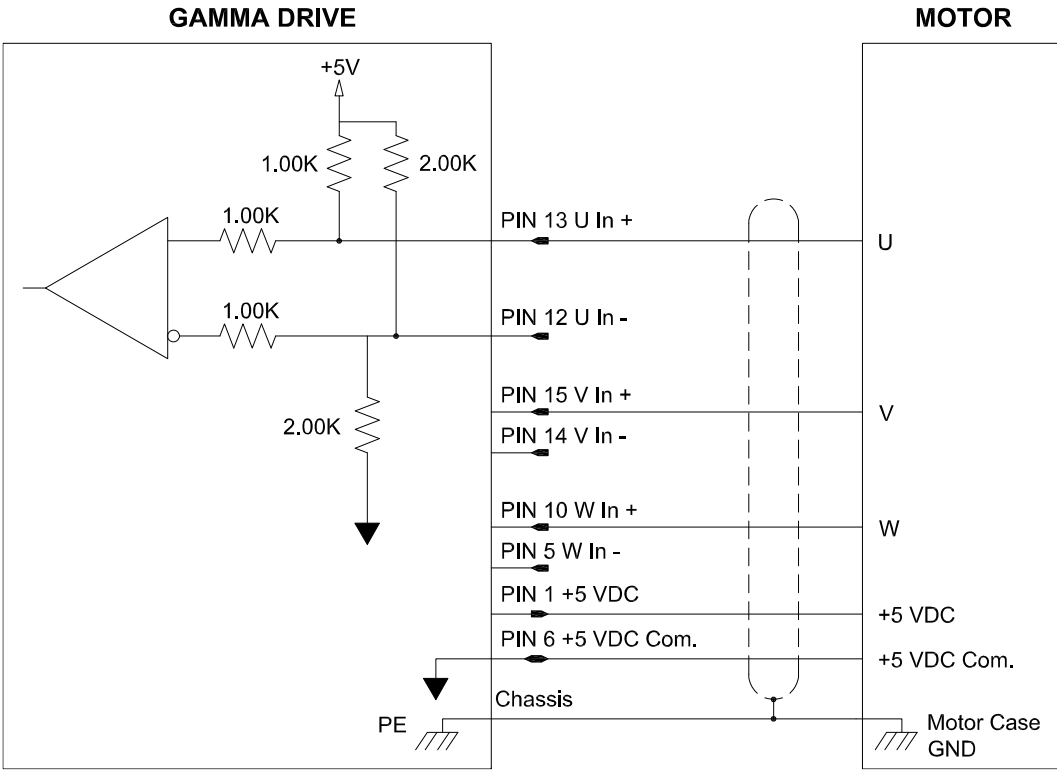 GAMMA DRIVE
MOTOR
+5V
1.00K
2.00K
1.00K
PIN 13 U In +
U
1.00K
PIN 12 U In -
PIN 15 V In +
V
2.00K
PIN 14 V In -
PIN 10 W In +
W
PIN 5 W In -
PIN 1 +5 VDC
+5 VDC
PIN 6 +5 VDC Com.
+5 VDC Com.
Chassis
PE
Motor Case
GND